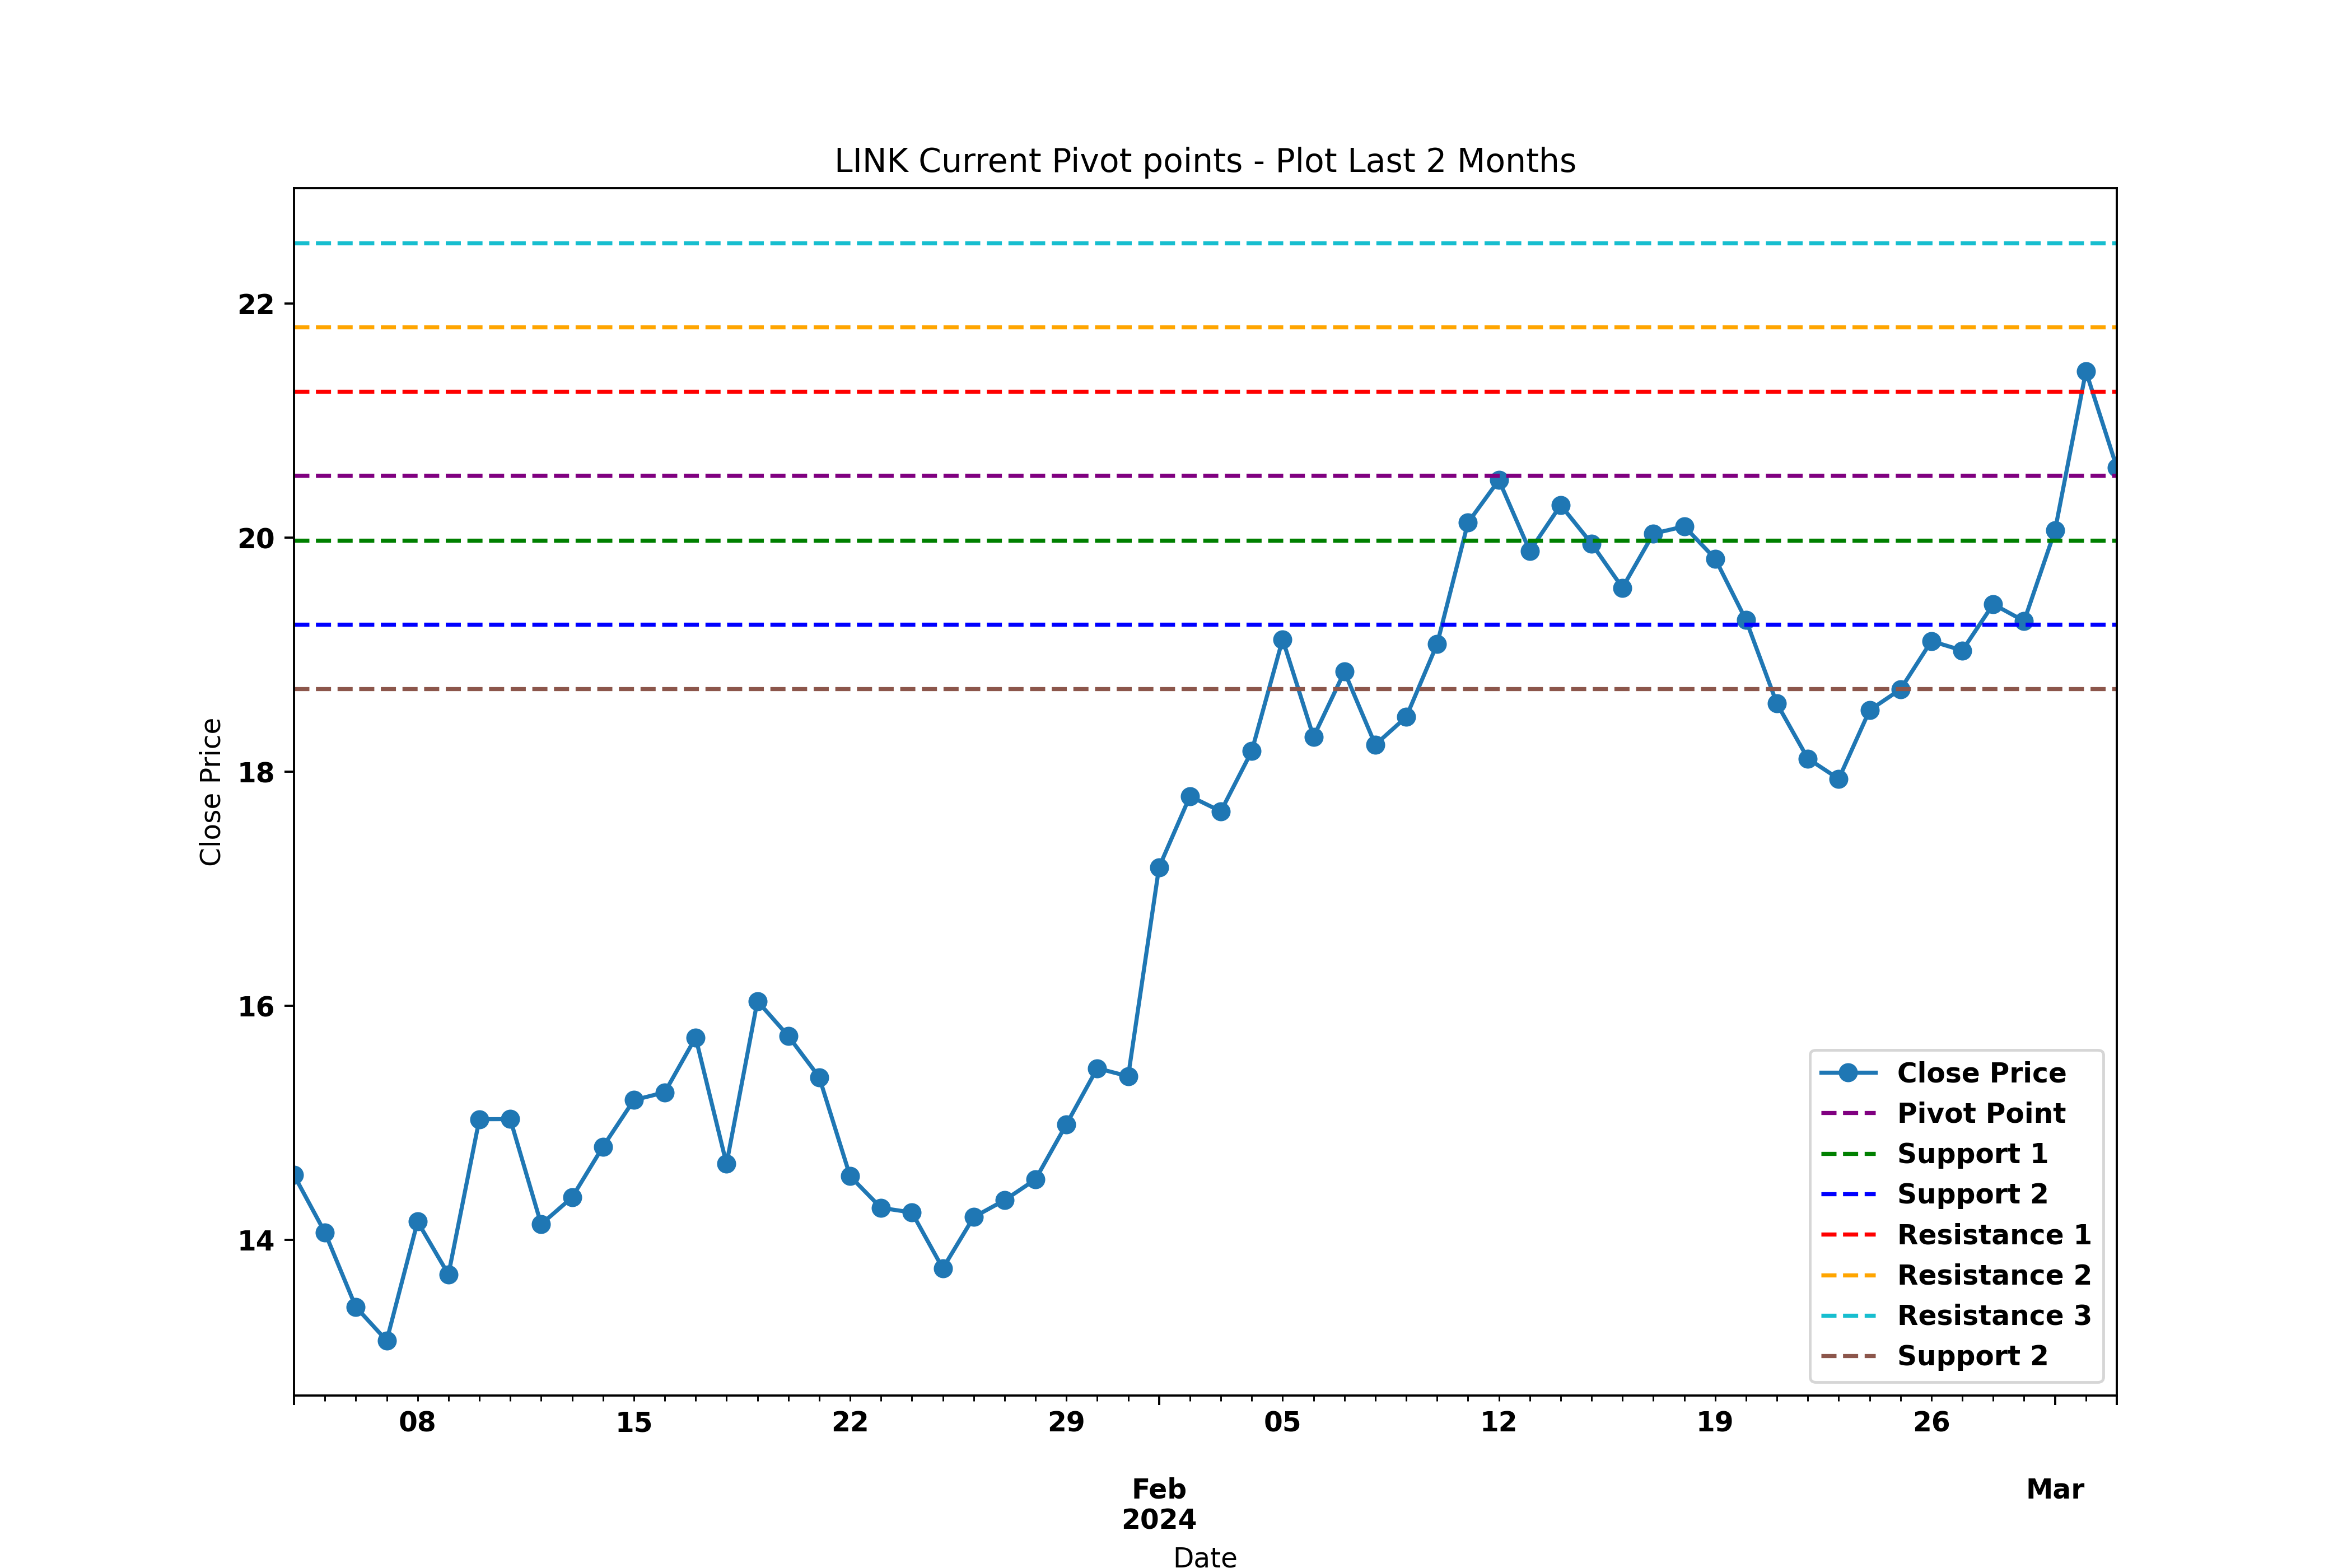 LINK Current Pivot points - Plot Last 2 Months
22
20
18
16
14
Close Price
Close Price
Pivot Point
Support 1
Support 2
Resistance 1
Resistance 2
Resistance 3
Support 2
08 15 22 29 05 12 19 26
Feb Mar
2024
Date